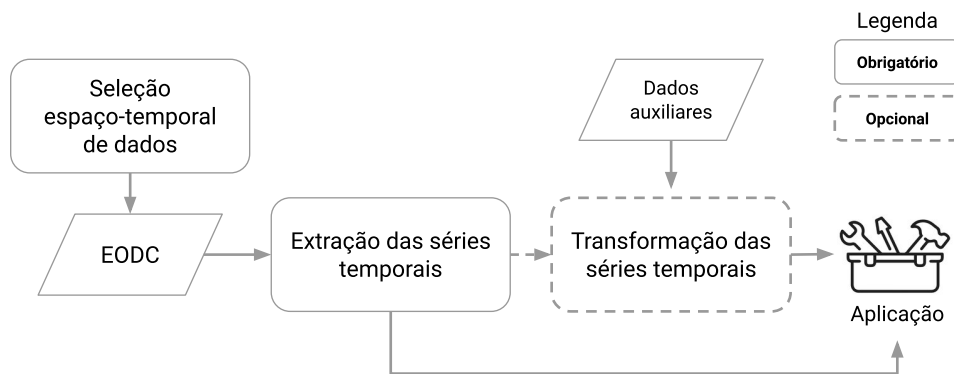 Legenda
Obrigatório
Opcional
Seleção
espaço-temporal
de dados
Dados
auxiliares
EODC
Extração das séries
temporais
Transformação das
séries temporais
Aplicação